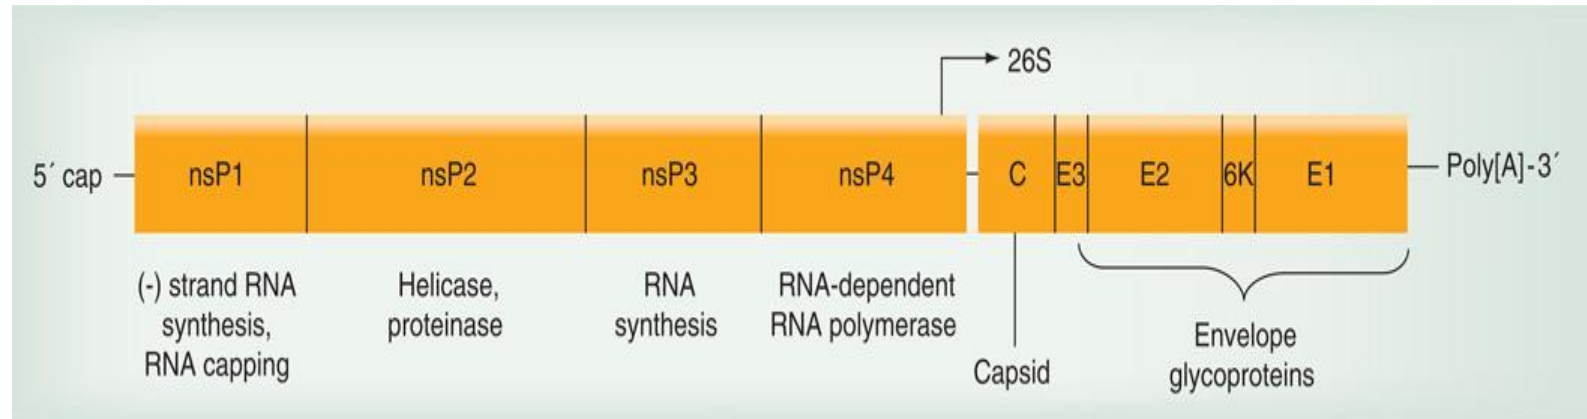 26S
5´ cap
nsP1
nsP2
nsP3
nsP4
C
E3
E2
6K
E1
Poly[A]-3´
(-) strand RNA
synthesis,
RNA capping
Helicase,
proteinase
RNA
synthesis
RNA-dependent
RNA polymerase
Capsid
Envelope
glycoproteins